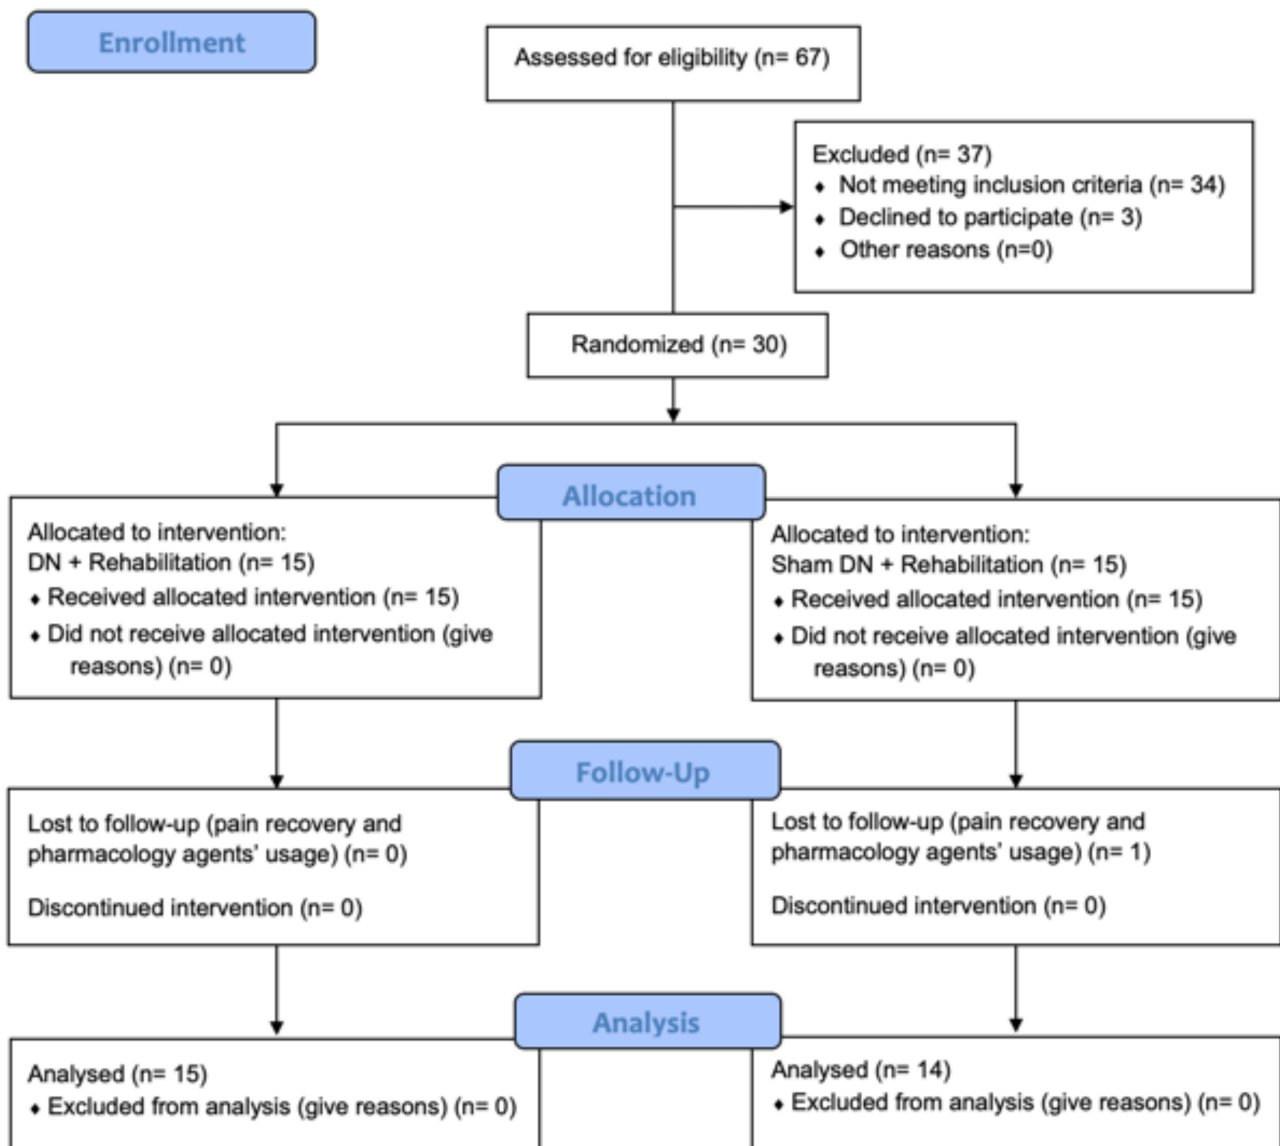 Enrollment
Assessed for eligibility (n= 67)
Excluded (n= 37)
♦ Not meeting inclusion criteria (n= 34)
♦ Declined to participate (n= 3)
♦ Other reasons (n=0)
Randomized (n= 30)
Allocation
Allocated to intervention:
DN + Rehabilitation (n= 15)
♦ Received allocated intervention (n= 15)
♦ Did not receive allocated intervention (give
reasons) (n= 0)
Allocated to intervention:
Sham DN + Rehabilitation (n= 15)
♦ Received allocated intervention (n= 15)
♦ Did not receive allocated intervention (give
reasons) (n= 0)
Follow-Up
Lost to follow-up (pain recovery and
pharmacology agents’ usage) (n= 0)
Discontinued intervention (n= 0)
Lost to follow-up (pain recovery and
pharmacology agents’ usage) (n= 1)
Discontinued intervention (n= 0)
Analysis
Analysed (n= 15)
♦ Excluded from analysis (give reasons) (n= 0)
Analysed (n= 14)
♦ Excluded from analysis (give reasons) (n= 0)